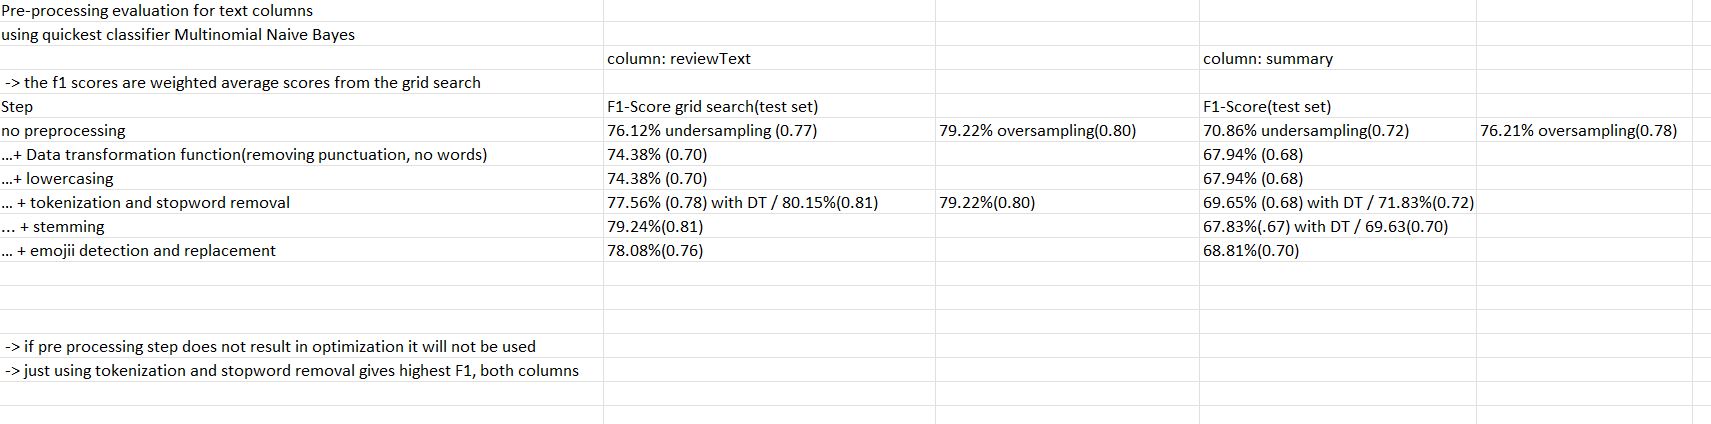 Pre-processing evaluation for text columns
using quickest classifier Multinomial Naive Bayes
column: reviewText column: summary
-> the f1 scores are weighted average scores from the grid search
Step F1-Score grid search(test set) F1-Score(test set)
no preprocessing 76.12% undersampling (0.77) 79.22% oversampling(0.80) 70.86% undersampling(0.72) 76.21% oversampling(0.78)
...+ Data transformation function(removing punctuation, no words) 74.38% (0.70) 67.94% (0.68)
...+ lowercasing 74.38% (0.70) 67.94% (0.68)
... + tokenization and stopword removal 77.56% (0.78) with DT / 80.15%(0.81) 79.22%(0.80) 69.65% (0.68) with DT / 71.83%(0.72)
... + stemming 79.24%(0.81) 67.83%(.67) with DT / 69.63(0.70)
... + emojii detection and replacement 78.08%(0.76) 68.81%(0.70)
-> if pre processing step does not result in optimization it will not be used
-> just using tokenization and stopword removal gives highest F1, both columns